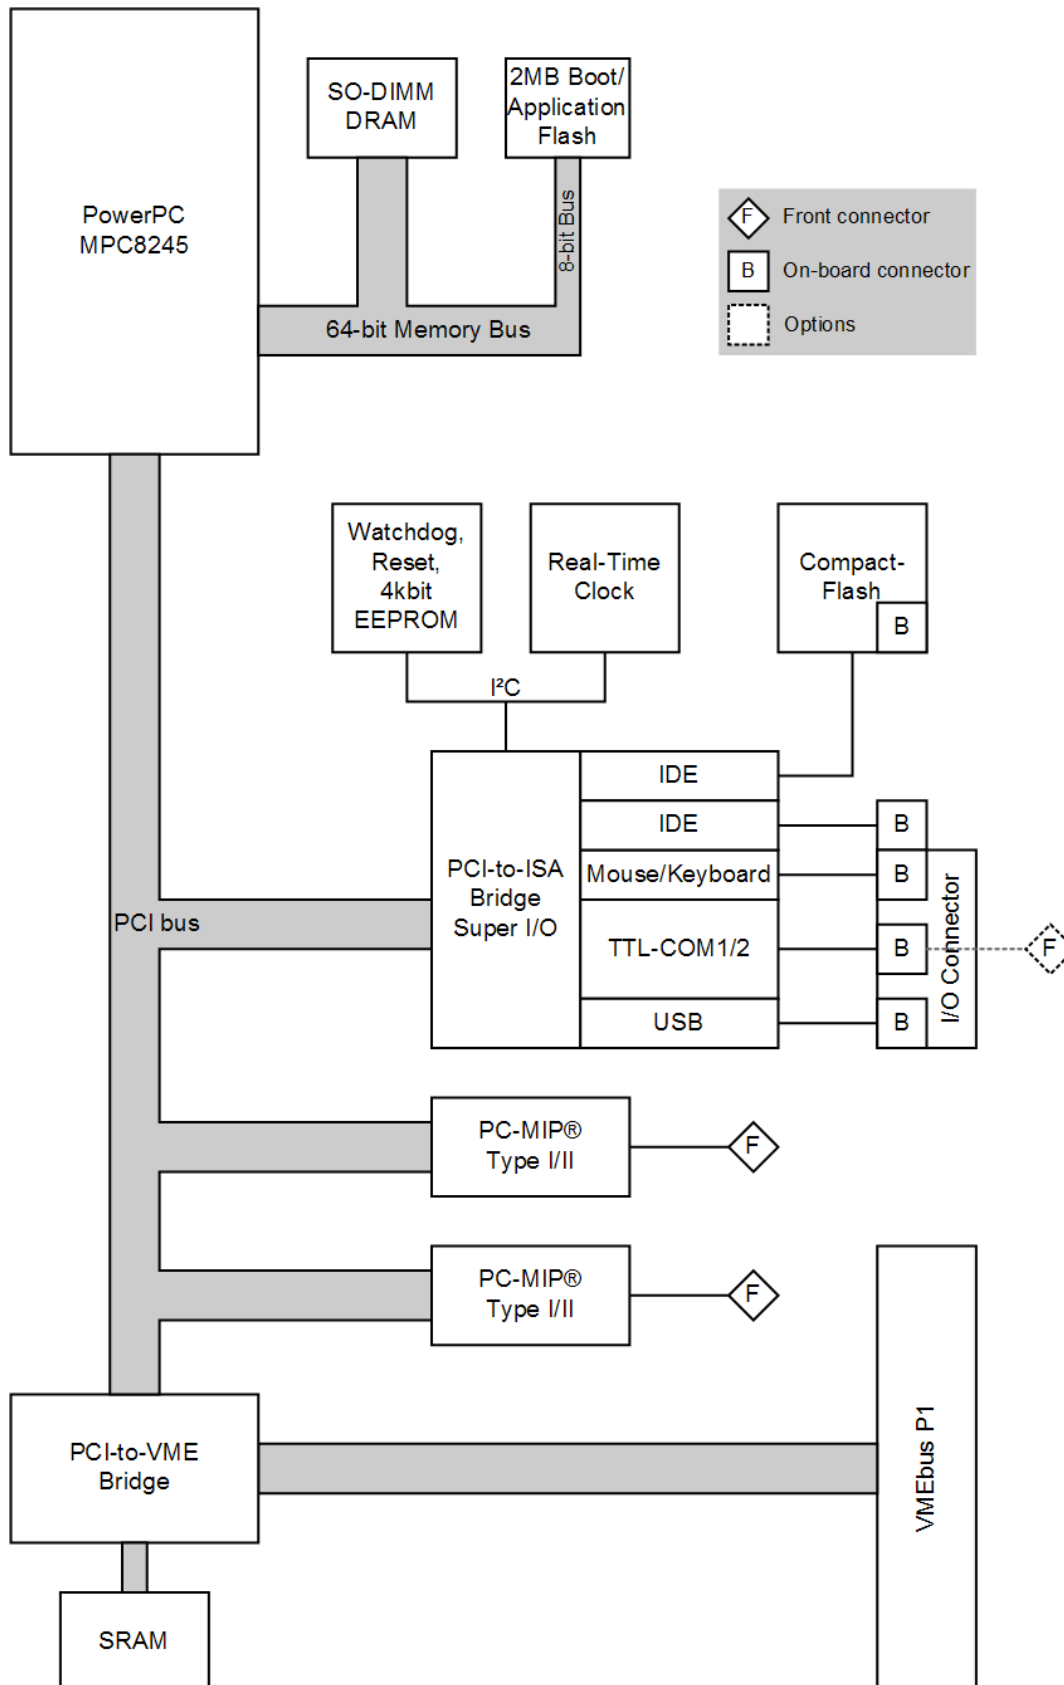 PowerPC
MPC8245
SO-DIMM
DRAM
2MB Boot/
Application
Flash
8-bit Bus
64-bit Memory Bus
F Front connector
B On-board connector
Options
Watchdog,
Reset,
4kbit
EEPROM
Real-Time
Clock
Compact-
Flash
B
I²C
PCI bus
PCI-to-ISA
Bridge
Super I/O
IDE
IDE
B
Mouse/Keyboard
B
TTL-COM1/2
B
USB
B
I/O Connector
F
PC-MIP®
Type I/II
F
PC-MIP®
Type I/II
F
PCI-to-VME
Bridge
VMEbus P1
SRAM